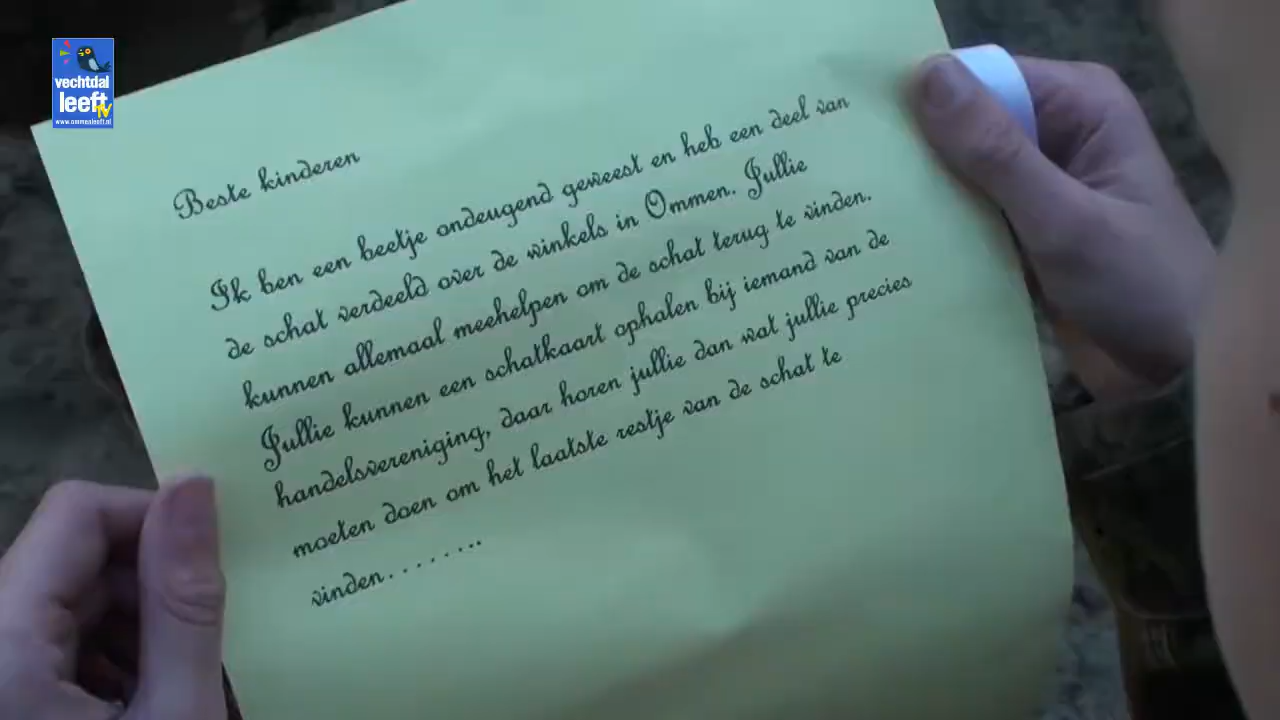 vechtdal
leeft
TV
www.ommenleeft.nl
Beste kinderen
Ik ben een beetje ondeugend geweest en heb een deel van
de schat verdeeld over de winkels in Ommen. Jullie
kunnen allemaal meehelpen om de schat terug te vinden.
Jullie kunnen een schatkaart ophalen bij iemand van de
handelsvereniging, daar horen jullie dan wat jullie precies
moeten doen om het laatste restje van de schat te
vinden........